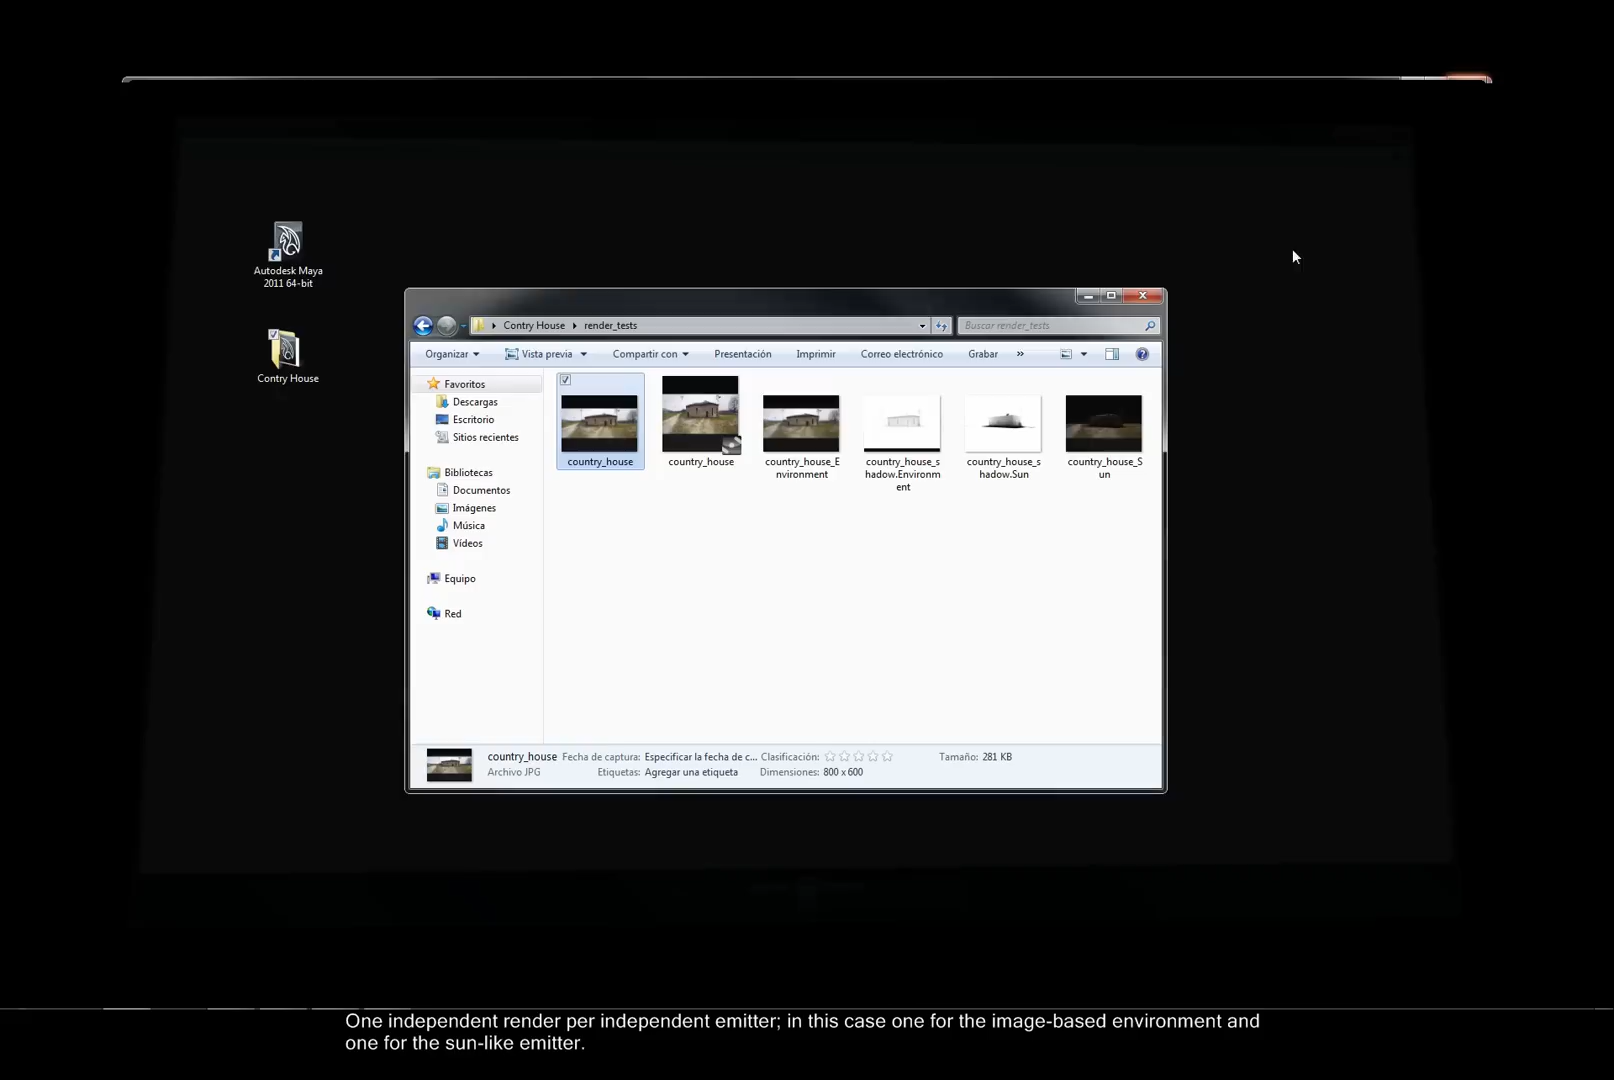 Autodesk Maya
2011 64-bit
Contry House
Contry House
render_tests
Buscar render_tests
Organizar
Vista previa
Compartir con
Presentación
Imprimir
Correo electrónico
Grabar
»
Favoritos
Descargas
Escritorio
Sitios recientes
Bibliotecas
Documentos
Imágenes
Música
Vídeos
Equipo
Red
country_house
country_house
country_house_E
nvironment
country_house_s
hadow.Environm
ent
country_house_s
hadow.Sun
country_house_S
un
country_house
Archivo JPG
Fecha de captura: Especificar la fecha de c...
Etiquetas: Agregar una etiqueta
Clasificación:
Dimensiones: 800 x 600
Tamaño: 281 KB
One independent render per independent emitter; in this case one for the image-based environment and
one for the sun-like emitter.